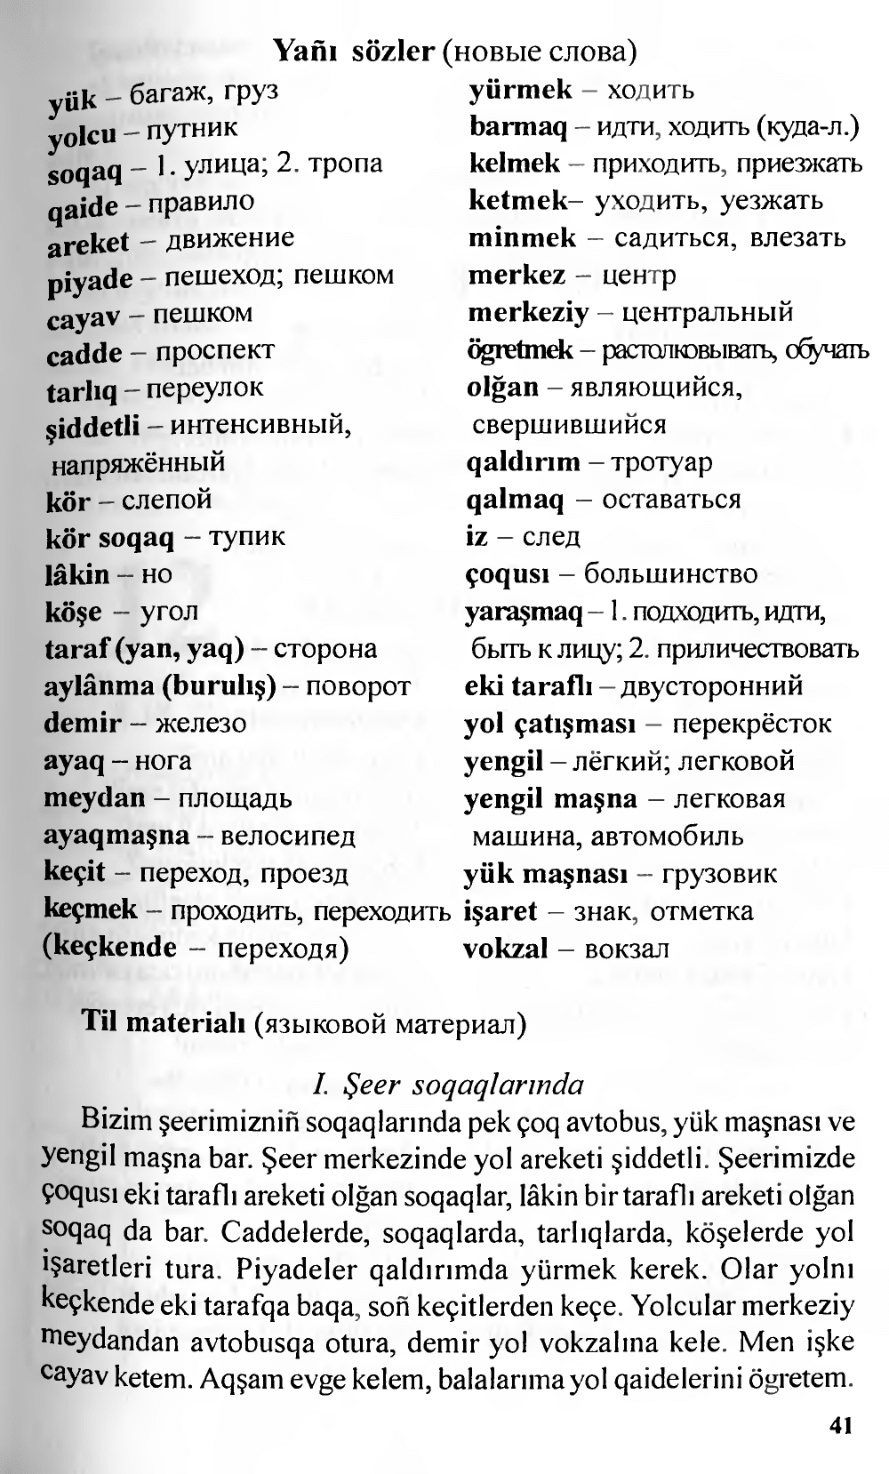 Yañı sözler (новые слова)
yük – багаж, груз
yolcu – путник
soqaq – 1. улица; 2. тропа
qaide – правило
areket – движение
piyade – пешеход; пешком
cayav – пешком
cadde – проспект
tarlıq – переулок
şiddetli – интенсивный,
напряжённый
kör – слепой
kör soqaq – тупик
lâkin – но
köşe – угол
taraf (yan, yaq) – сторона
aylânma (burulış) – поворот
demir – железо
ayaq – нога
meydan – площадь
ayaqmaşna – велосипед
keçit – переход, проезд
keçmek – проходить, переходить
(keçkende – переходя)
yürmek – ходить
barmaq – идти, ходить (куда-л.)
kelmek – приходить, приезжать
ketmek– уходить, уезжать
minmek – садиться, влезать
merkez – центр
merkeziy – центральный
ögretmek – растолковывать, обучать
olğan – являющийся,
свершившийся
qaldırım – тротуар
qalmaq – оставаться
iz – след
çoqusı – большинство
yaraşmaq – 1. подходить, идти,
быть к лицу; 2. приличествовать
eki taraflı – двусторонний
yol çatışması – перекрёсток
yengil – лёгкий; легковой
yengil maşna – легковая
машина, автомобиль
yük maşnası – грузовик
işaret – знак, отметка
vokzal – вокзал
Til materialı (языковой материал)
I. Şeer soqaqlarında
Bizim şeerimizniñ soqaqlarında pek çoq avtobus, yük maşnası ve
yengil maşna bar. Şeer merkezinde yol areketi şiddetli. Şeerimizde
çoqusı eki taraflı areketi olğan soqaqlar, lâkin bir taraflı areketi olğan
soqaq da bar. Caddelerde, soqaqlarda, tarlıqlarda, köşelerde yol
işaretleri tura. Piyadeler qaldırımda yürmek kerek. Olar yolnı
keçkende eki tarafqa baqa, soñ keçitlerden keçe. Yolcular merkeziy
meydandan avtobusqa otura, demir yol vokzalına kele. Men işke
cayav ketem. Aqşam evge kelem, balalarıma yol qaidelerini ögretem.
41